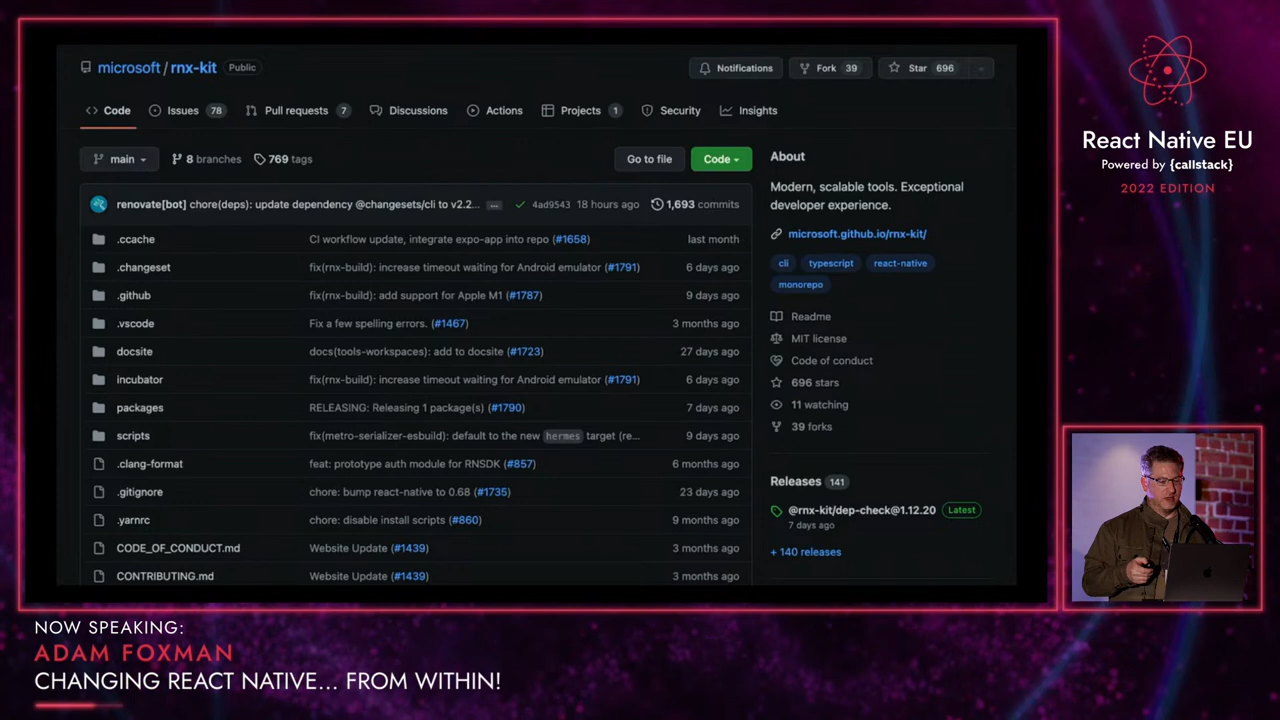 microsoft / rnx-kit Public
Notifications Fork 39 Star 696
Code Issues 78 Pull requests 7 Discussions Actions Projects 1 Security Insights
main 8 branches 769 tags Go to file Code
renovate[bot] chore(deps): update dependency @changesets/cli to v2.2... ... 4ad9543 18 hours ago 1,693 commits
.ccache CI workflow update, integrate expo-app into repo (#1658) last month
.changeset fix(rnx-build): increase timeout waiting for Android emulator (#1791) 6 days ago
.github fix(rnx-build): add support for Apple M1 (#1787) 9 days ago
.vscode Fix a few spelling errors. (#1467) 3 months ago
docsite docs(tools-workspaces): add to docsite (#1723) 27 days ago
incubator fix(rnx-build): increase timeout waiting for Android emulator (#1791) 6 days ago
packages RELEASING: Releasing 1 package(s) (#1790) 7 days ago
scripts fix(metro-serializer-esbuild): default to the new hermes target (re... 9 days ago
.clang-format feat: prototype auth module for RNSDK (#857) 6 months ago
.gitignore chore: bump react-native to 0.68 (#1735) 23 days ago
.yarnrc chore: disable install scripts (#860) 9 months ago
CODE_OF_CONDUCT.md Website Update (#1439) 3 months ago
CONTRIBUTING.md Website Update (#1439) 3 months ago
About
Modern, scalable tools. Exceptional
developer experience.
microsoft.github.io/rnx-kit/
cli typescript react-native
monorepo
Readme
MIT license
Code of conduct
696 stars
11 watching
39 forks
Releases 141
@rnx-kit/dep-check@1.12.20 Latest
7 days ago
+ 140 releases
React Native EU
Powered by {callstack}
2022 EDITION
NOW SPEAKING:
ADAM FOXMAN
CHANGING REACT NATIVE... FROM WITHIN!